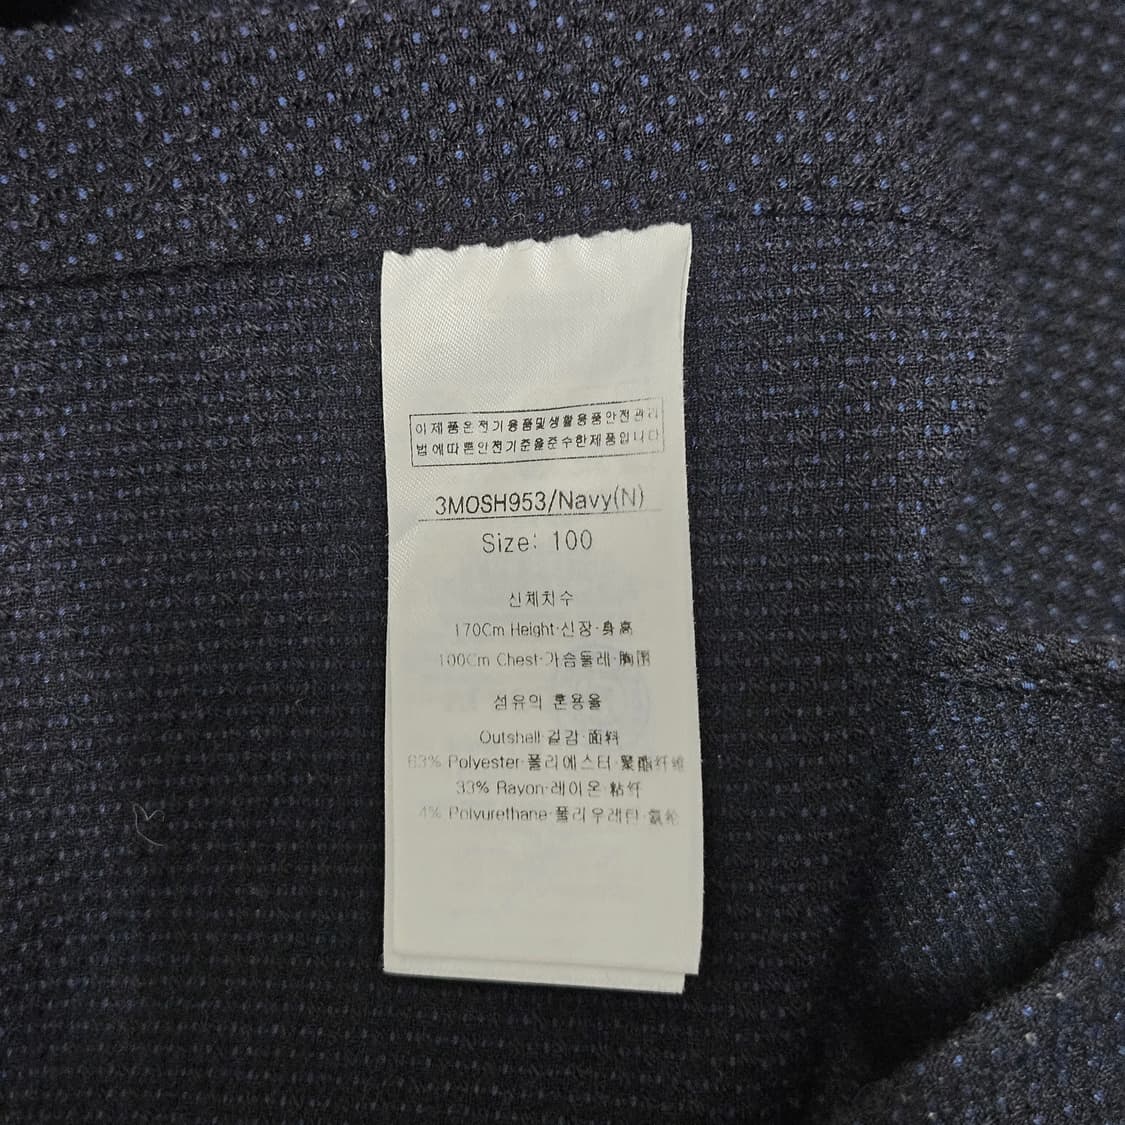 이 제품은전기용품및생활용품안전관리
법에따른안전기준을준수한제품입니다
3MOSH953/Navy(N)
Size: 100
신체치수
170Cm Height·신장·身高
100Cm Chest·가슴둘레·胸围
섬유의 혼용율
Outshell·겉감·面料
63% Polyester·폴리에스터·聚酯纤维
33% Rayon·레이온·粘纤
4% Polyurethane·폴리우레탄·氨纶